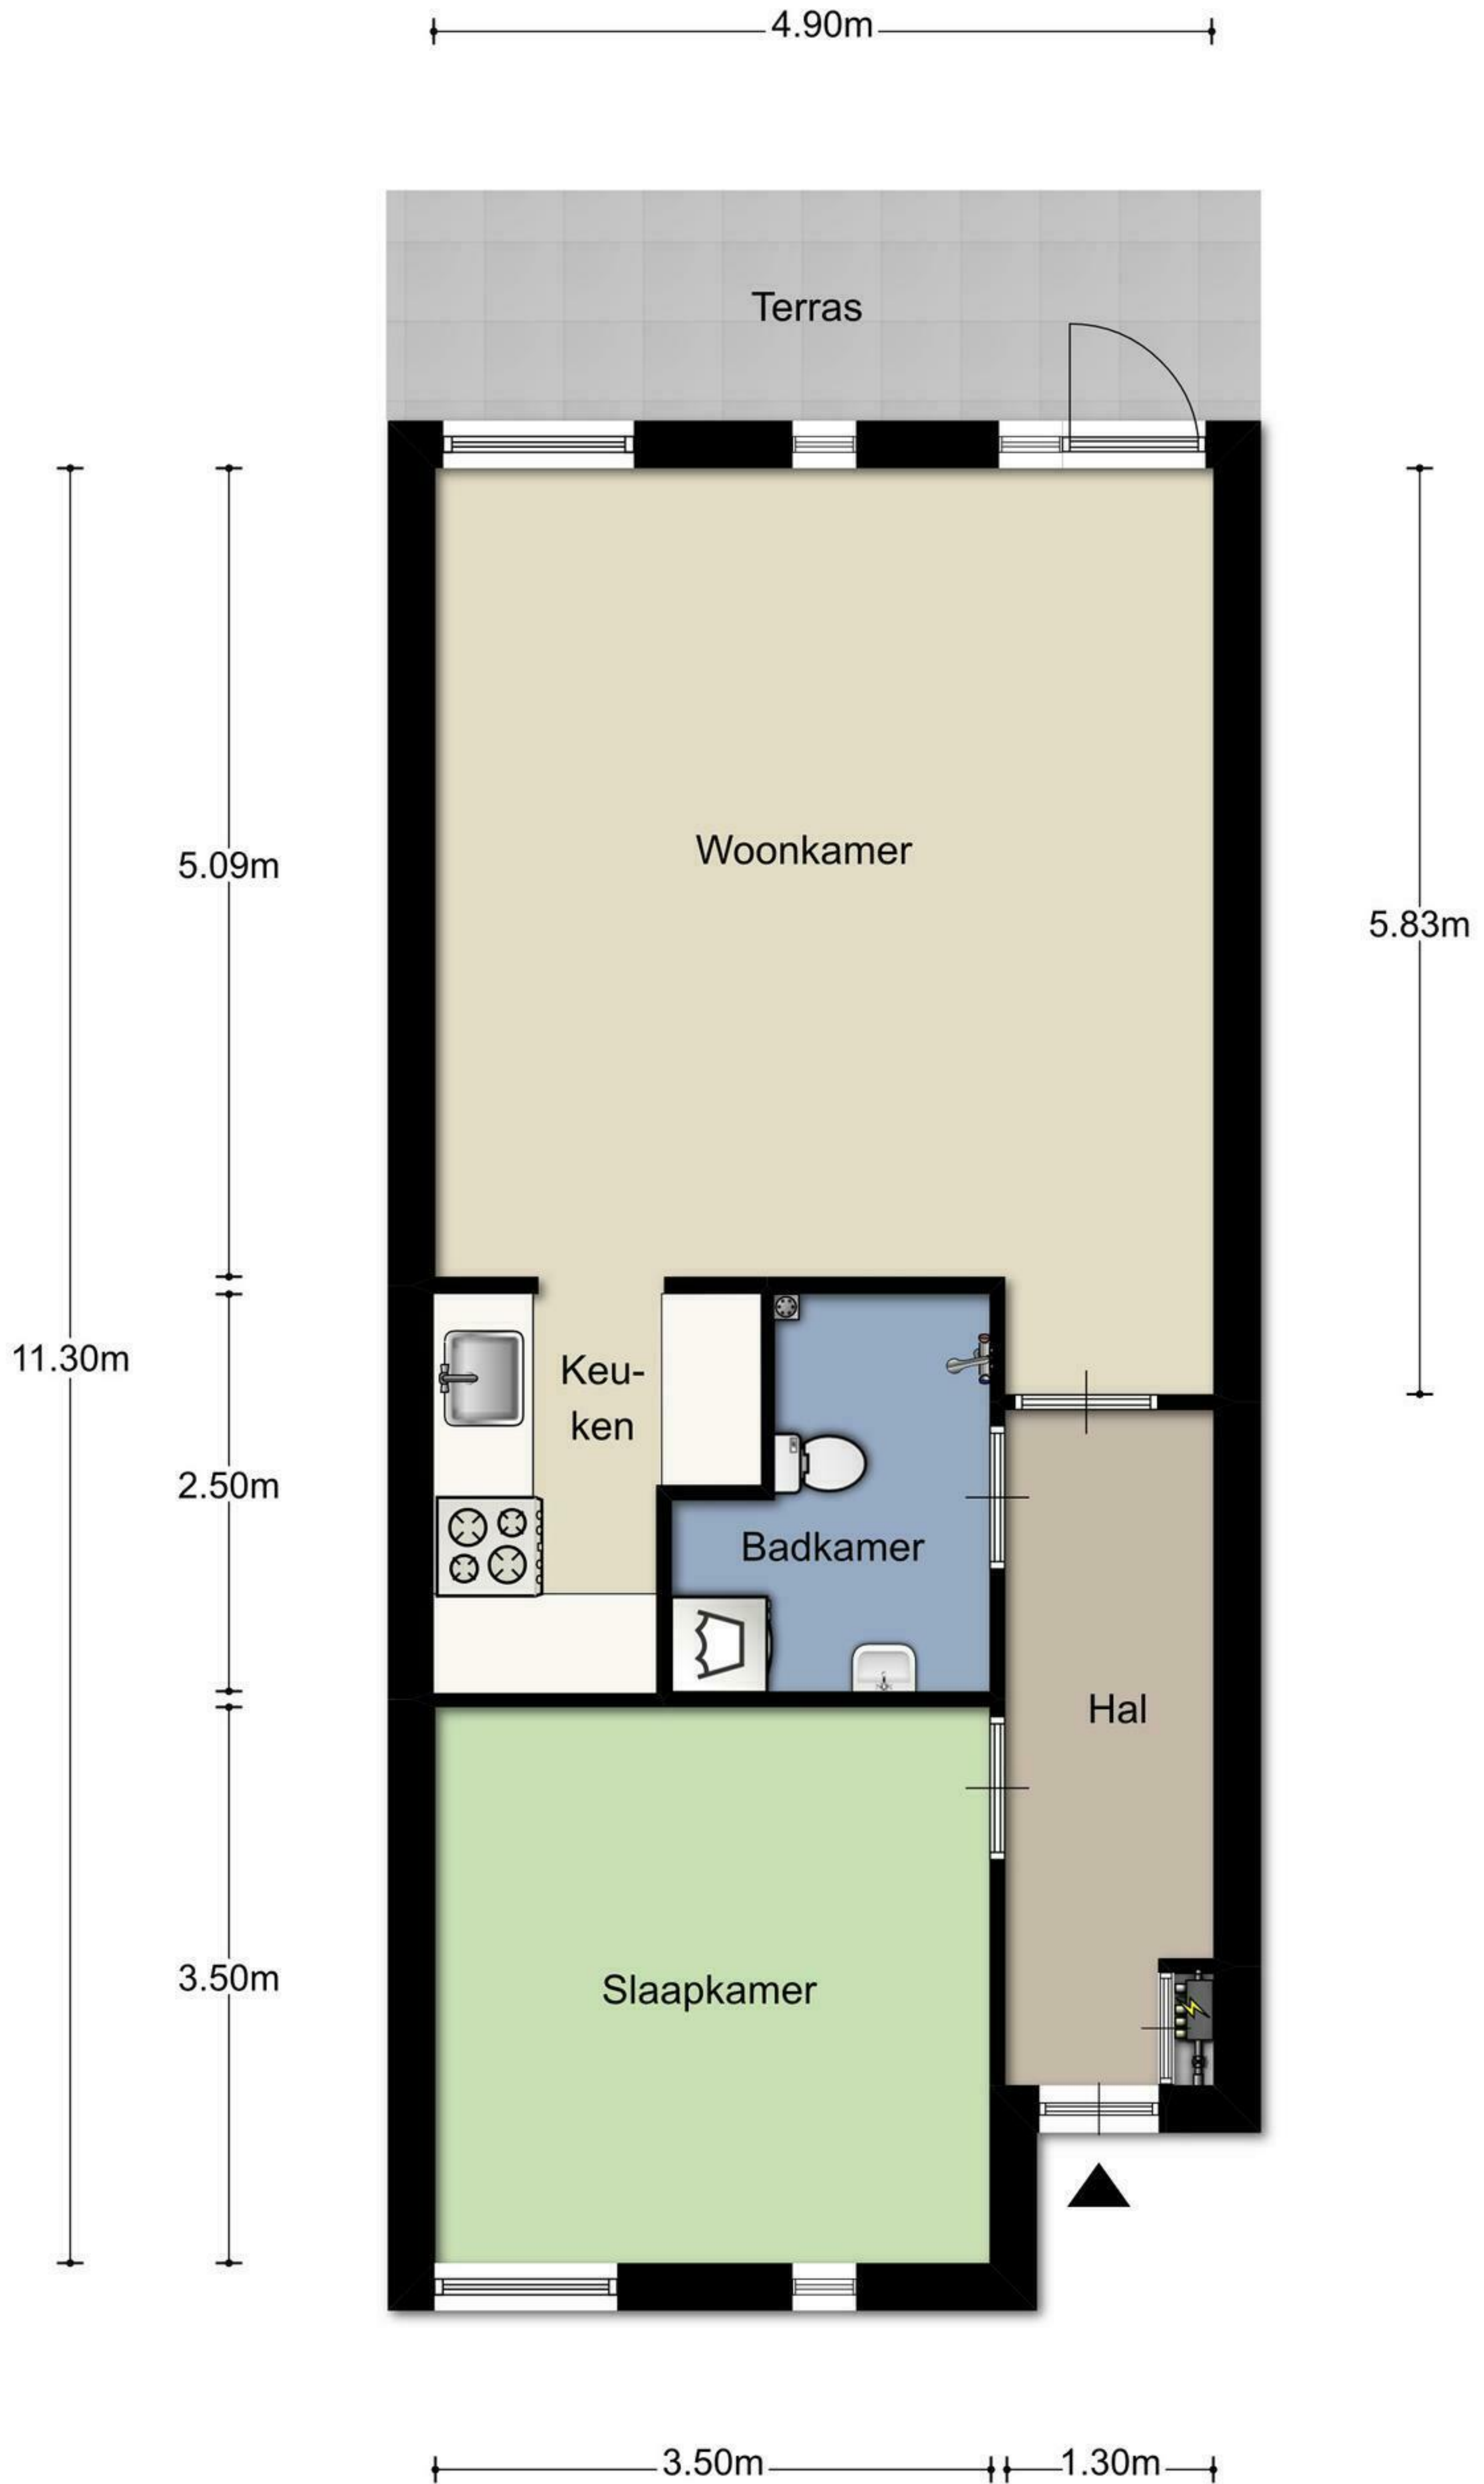 4.90m
Terras
Woonkamer
5.09m
5.83m
11.30m
Keu-
ken
2.50m
Badkamer
Hal
3.50m
Slaapkamer
3.50m
1.30m